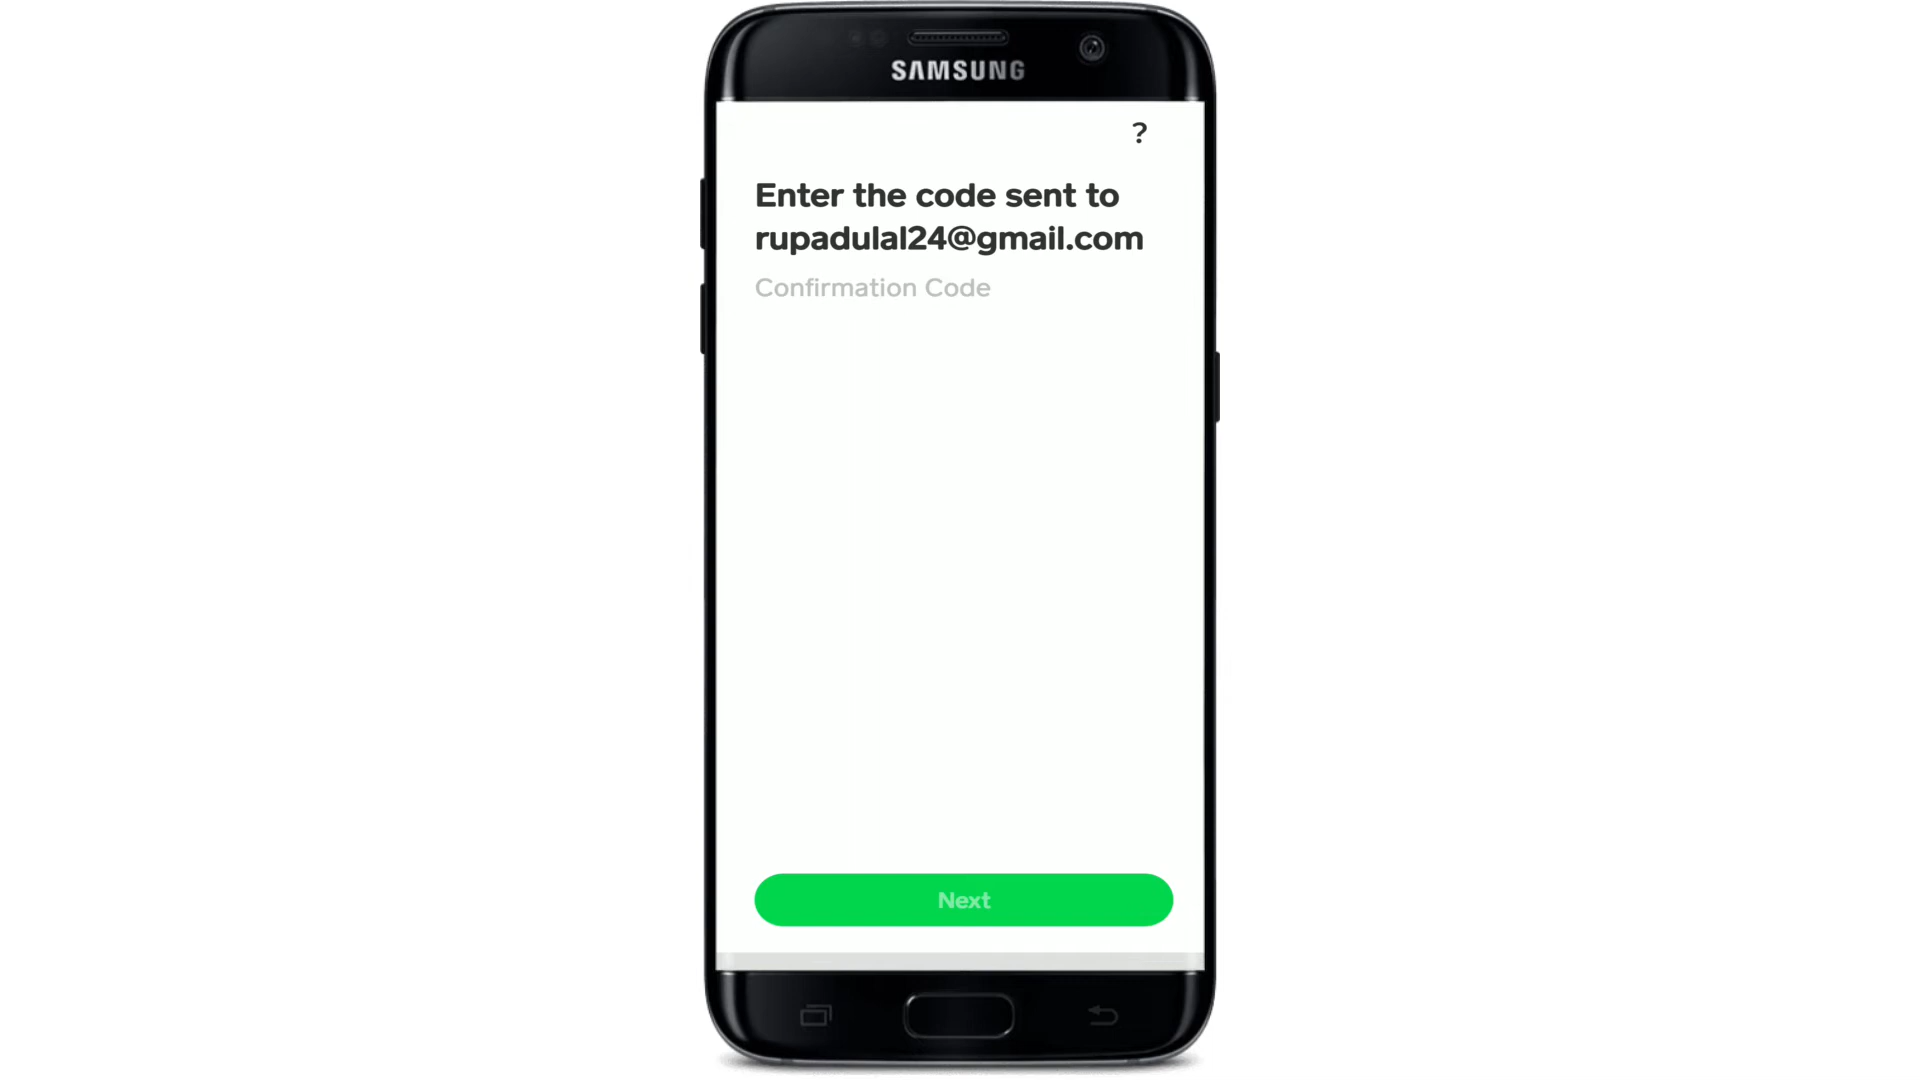 SAMSUNG
?
Enter the code sent to
rupadulal24@gmail.com
Confirmation Code
Next